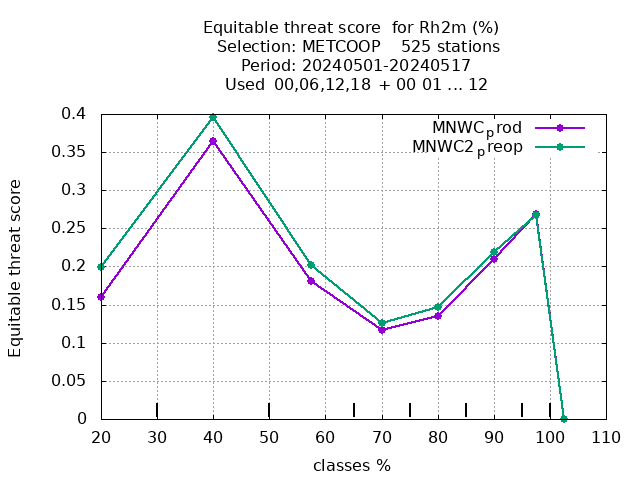 Equitable threat score  for Rh2m (%)
Selection: METCOOP    525 stations
Period: 20240501-20240517
Used  00,06,12,18  + 00 01 ... 12
0.4
0.35
0.3
0.25
0.2
0.15
0.1
0.05
0
Equitable threat score
MNWCprod
MNWC2preop
20 30 40 50 60 70 80 90 100 110
classes %